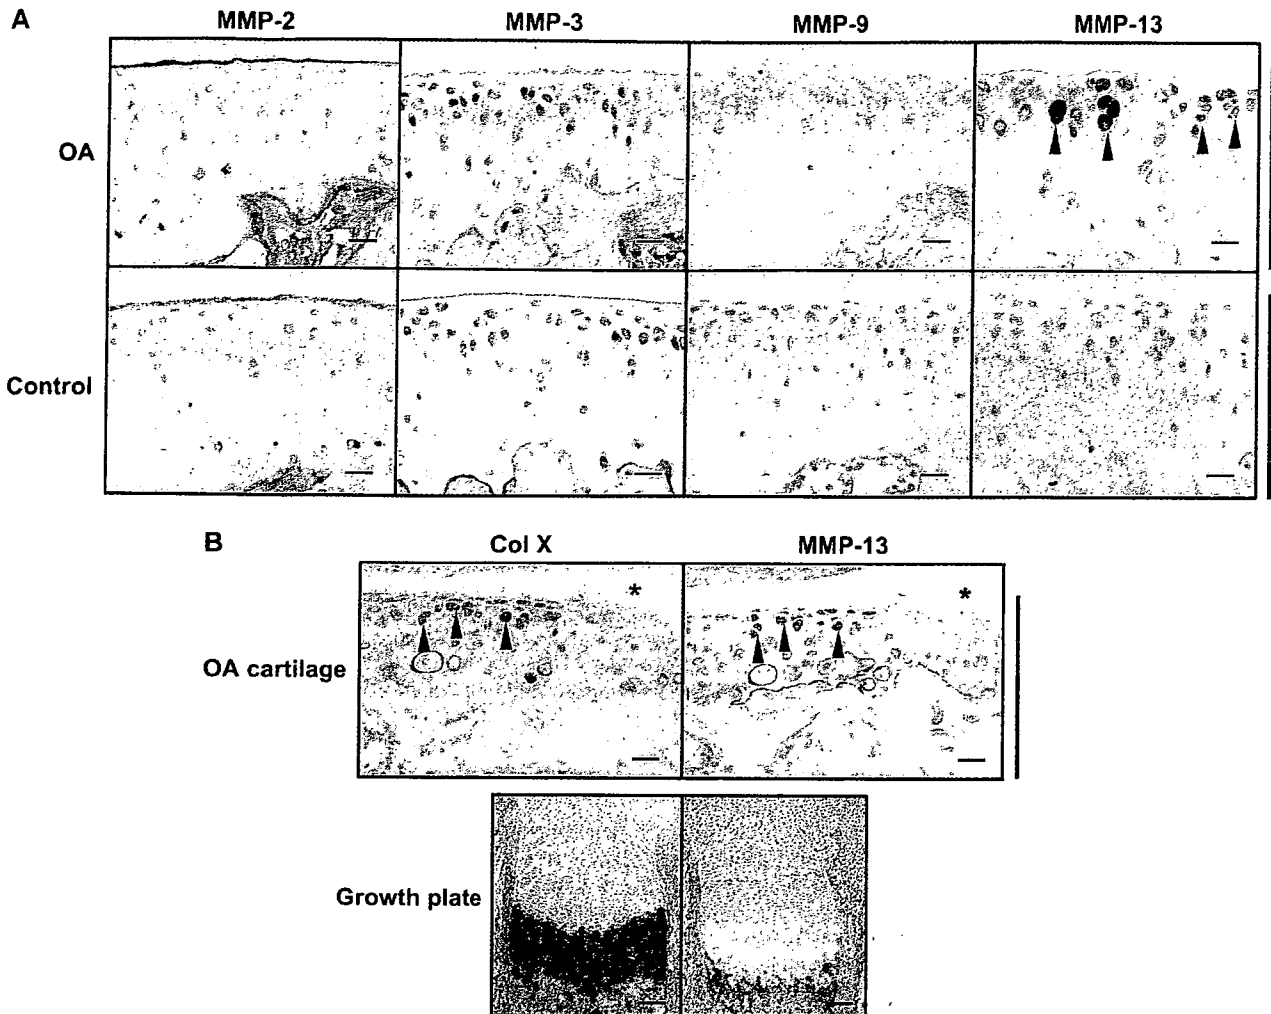 A
MMP-2 MMP-3 MMP-9 MMP-13
OA
Control
B
Col X MMP-13
OA cartilage
* *
Growth plate